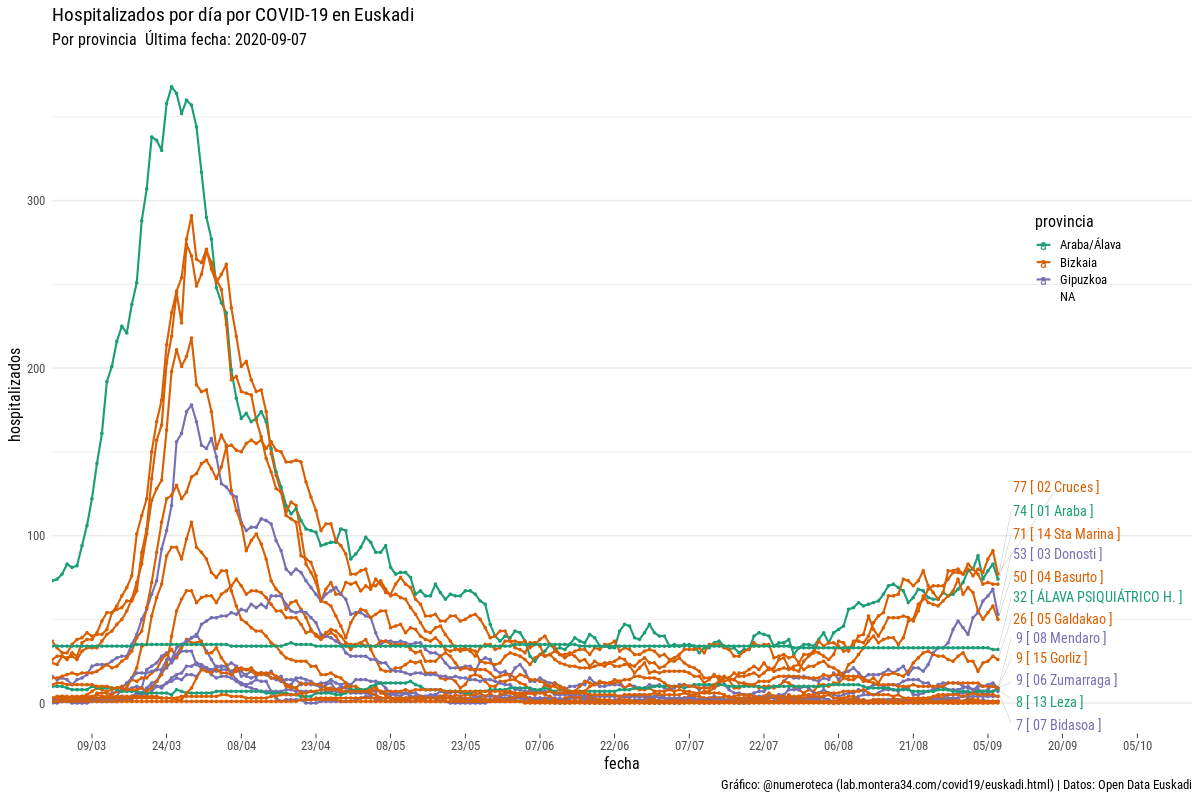 Hospitalizados por día por COVID-19 en Euskadi
Por provincia  Última fecha: 2020-09-07
hospitalizados
300
200
100
0
provincia
Araba/Álava
Bizkaia
Gipuzkoa
NA
77 [ 02 Cruces ]
74 [ 01 Araba ]
71 [ 14 Sta Marina ]
53 [ 03 Donosti ]
50 [ 04 Basurto ]
32 [ ÁLAVA PSIQUIÁTRICO H. ]
26 [ 05 Galdakao ]
9 [ 08 Mendaro ]
9 [ 15 Gorliz ]
9 [ 06 Zumarraga ]
8 [ 13 Leza ]
7 [ 07 Bidasoa ]
09/03 24/03 08/04 23/04 08/05 23/05 07/06 22/06 07/07 22/07 06/08 21/08 05/09 20/09 05/10
fecha
Gráfico: @numeroteca (lab.montera34.com/covid19/euskadi.html) | Datos: Open Data Euskadi